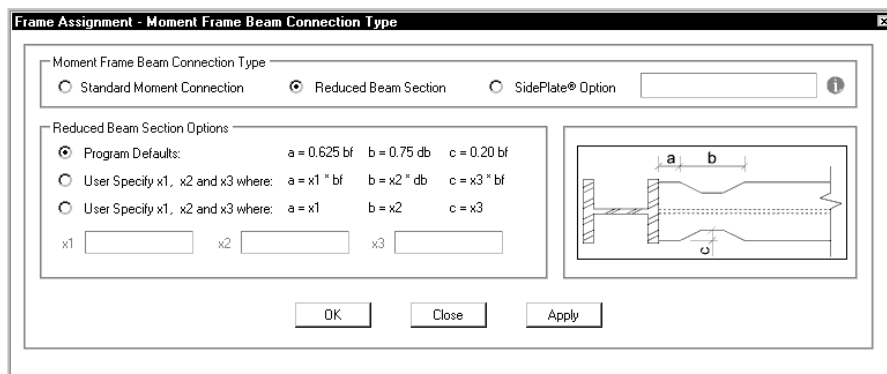 Frame Assignment - Moment Frame Beam Connection Type
Moment Frame Beam Connection Type
Standard Moment Connection Reduced Beam Section SidePlate® Option
Reduced Beam Section Options
Program Defaults: a = 0.625 bf b = 0.75 db c = 0.20 bf
User Specify x1, x2 and x3 where: a = x1 * bf b = x2 * db c = x3 * bf
User Specify x1, x2 and x3 where: a = x1 b = x2 c = x3
x1 x2 x3
a b
c
OK Close Apply